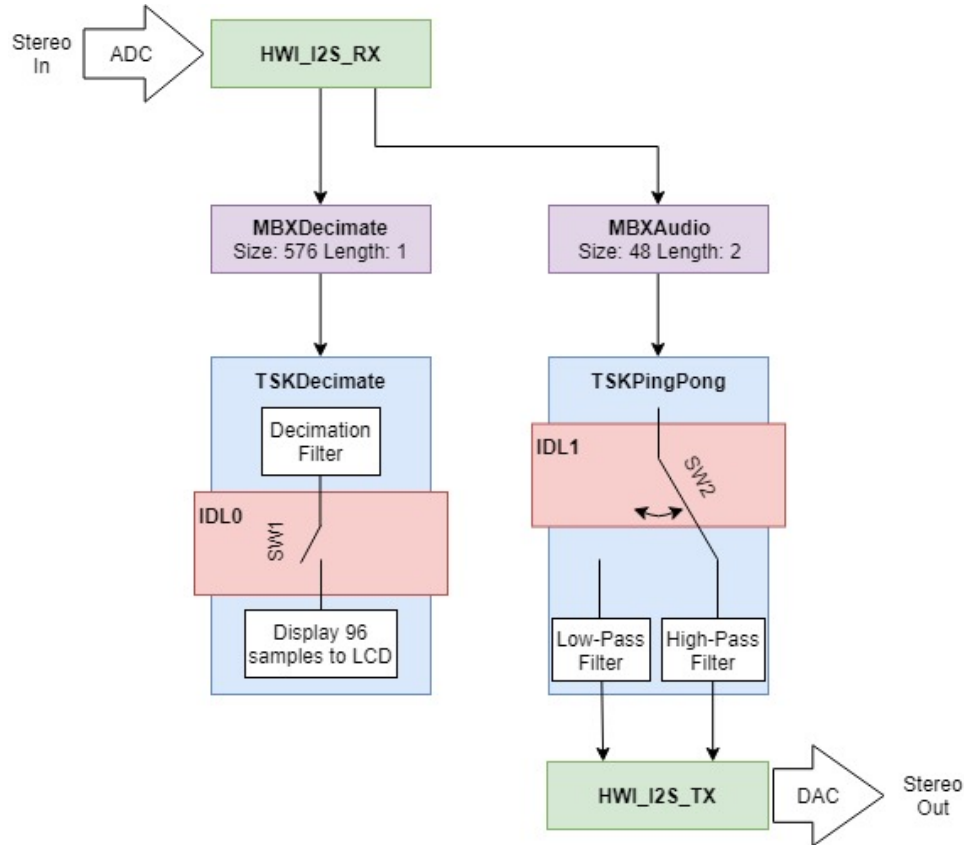 Stereo
In
ADC
HWI_I2S_RX
MBXDecimate
Size: 576 Length: 1
MBXAudio
Size: 48 Length: 2
TSKDecimate
Decimation
Filter
IDL0
SW1
Display 96
samples to LCD
TSKPingPong
IDL1
SW2
Low-Pass
Filter
High-Pass
Filter
HWI_I2S_TX
DAC
Stereo
Out